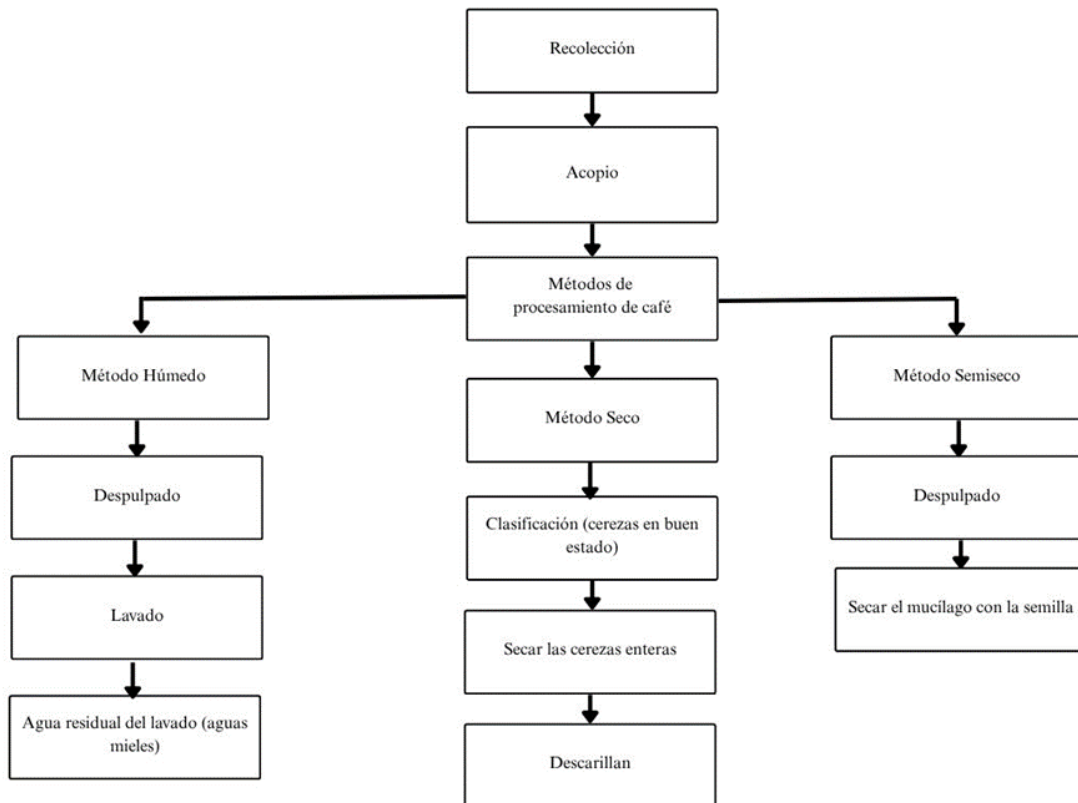 Recolección
Acopio
Métodos de
procesamiento de café
Método Húmedo
Despulpado
Lavado
Agua residual del lavado (aguas
mieles)
Método Seco
Clasificación (cerezas en buen
estado)
Secar las cerezas enteras
Descarillan
Método Semiseco
Despulpado
Secar el mucílago con la semilla